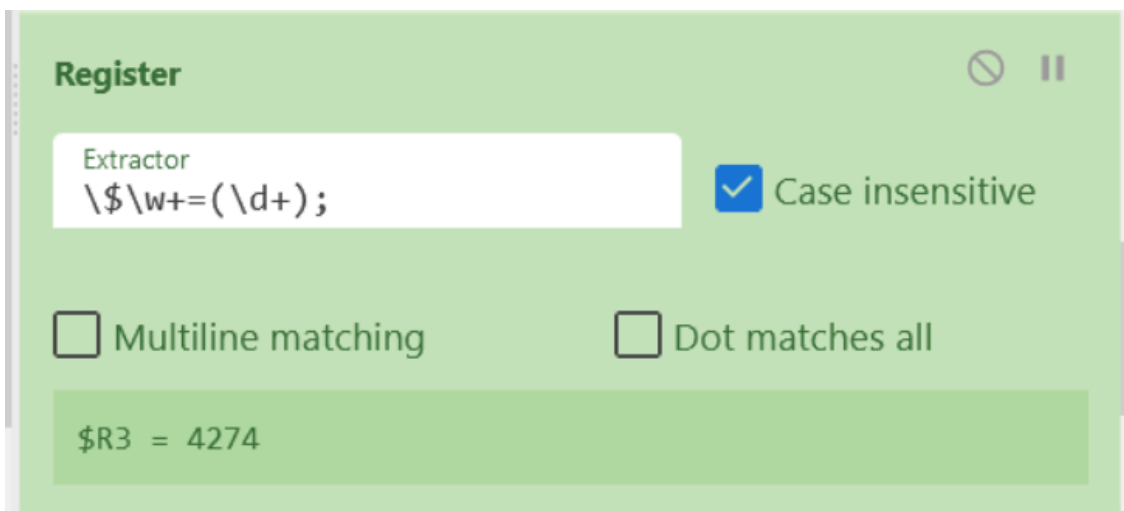 Register
Extractor
\$\w+=(\d+);
Case insensitive
Multiline matching
Dot matches all
$R3 = 4274